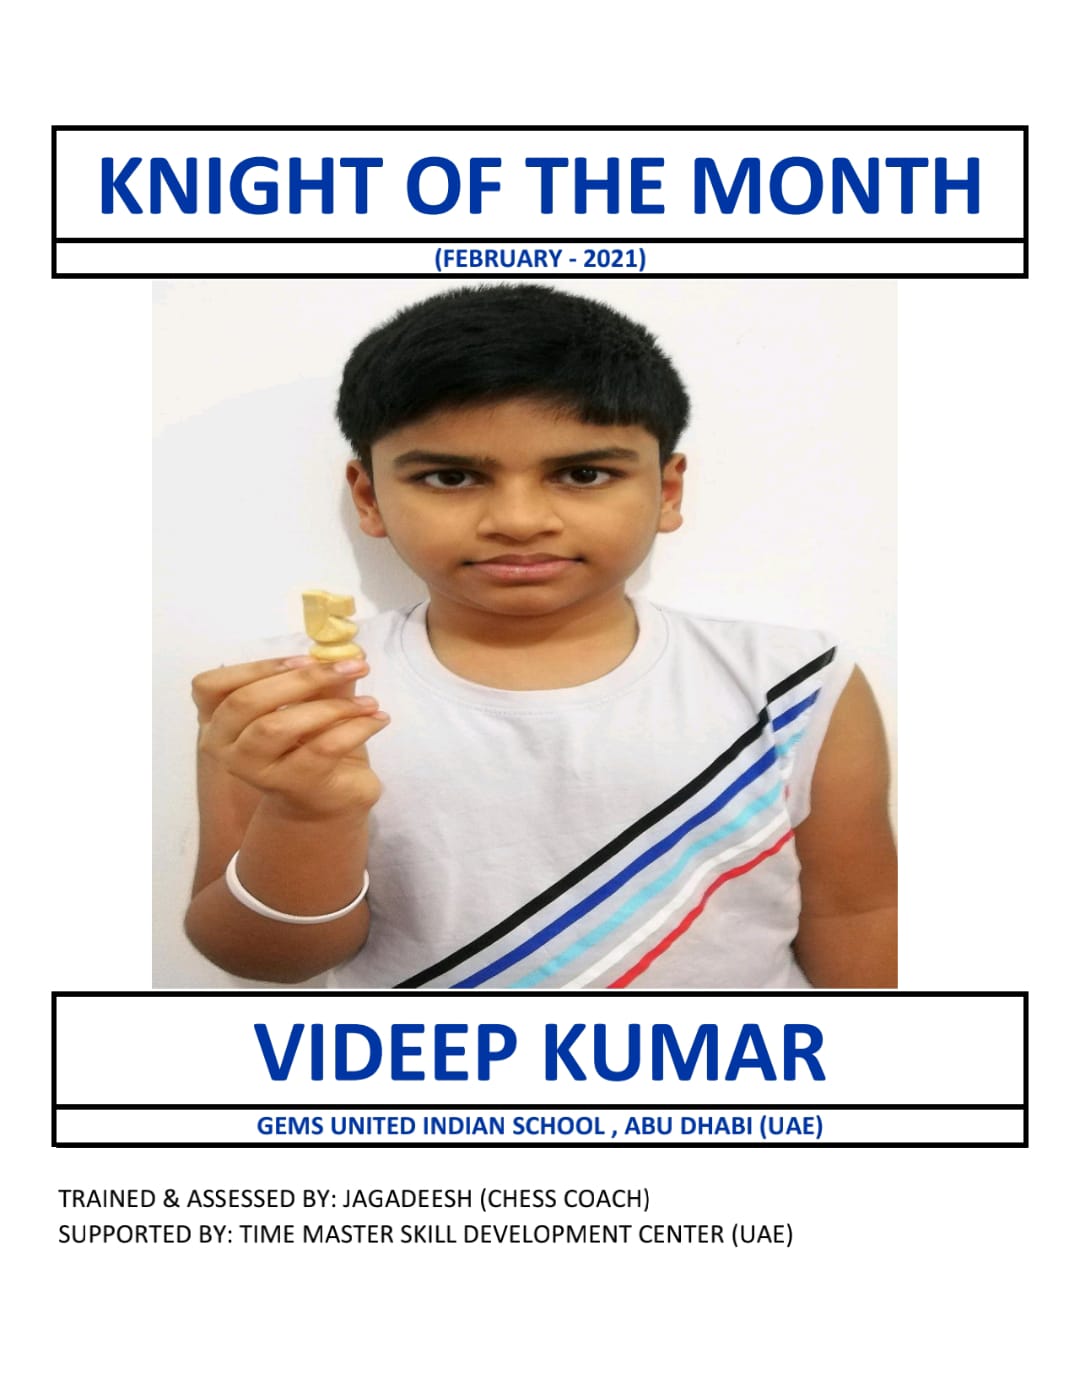 KNIGHT OF THE MONTH
(FEBRUARY - 2021)
VIDEEP KUMAR
GEMS UNITED INDIAN SCHOOL , ABU DHABI (UAE)
TRAINED & ASSESSED BY: JAGADEESH (CHESS COACH)
SUPPORTED BY: TIME MASTER SKILL DEVELOPMENT CENTER (UAE)